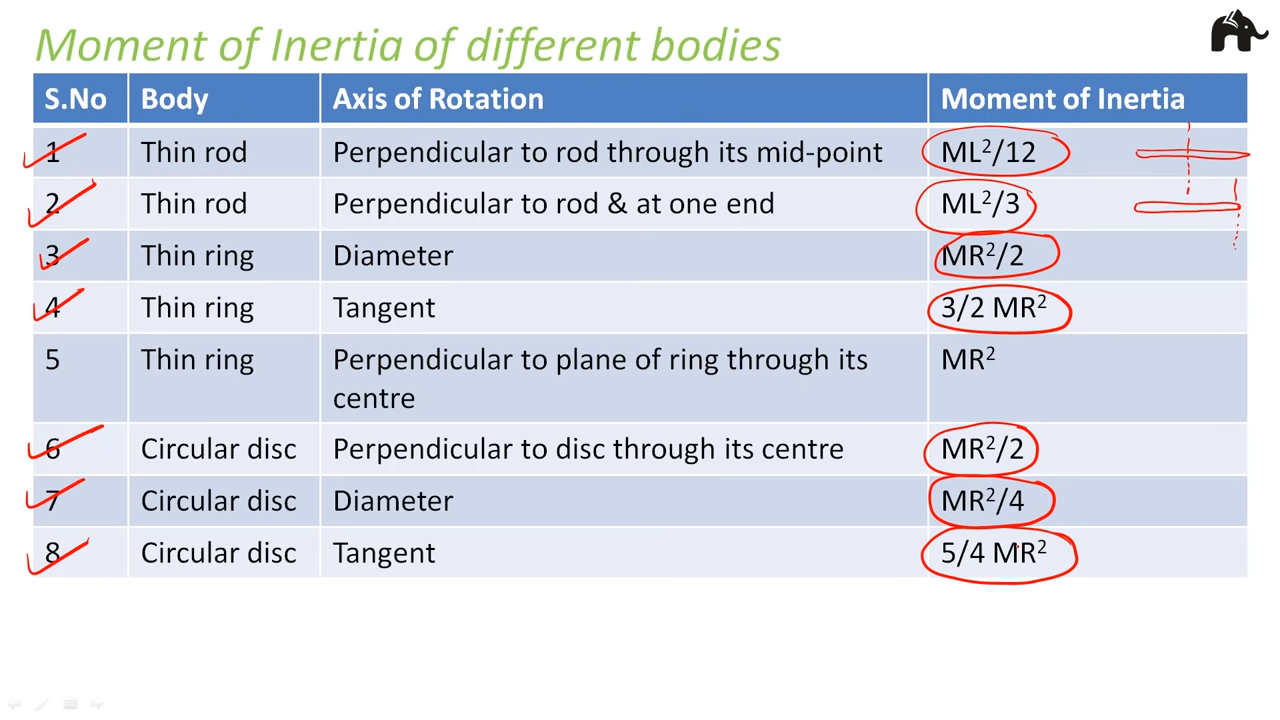 Moment of Inertia of different bodies
S.No Body Axis of Rotation Moment of Inertia
1 Thin rod Perpendicular to rod through its mid-point ML²/12
2 Thin rod Perpendicular to rod & at one end ML²/3
3 Thin ring Diameter MR²/2
4 Thin ring Tangent 3/2 MR²
5 Thin ring Perpendicular to plane of ring through its MR²
centre
6 Circular disc Perpendicular to disc through its centre MR²/2
7 Circular disc Diameter MR²/4
8 Circular disc Tangent 5/4 MR²